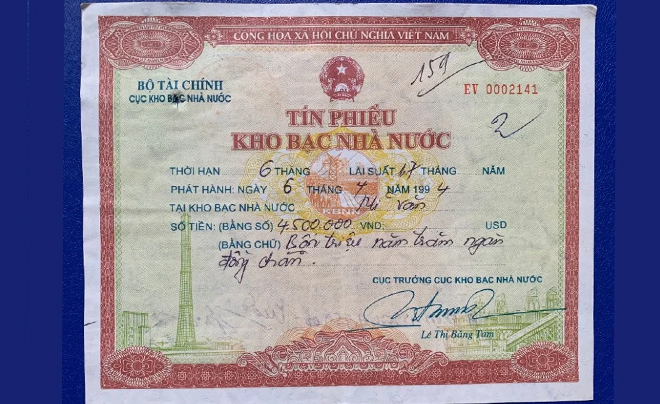 CỘNG HÒA XÃ HỘI CHỦ NGHĨA VIỆT NAM
159
BỘ TÀI CHÍNH
CỤC KHO BẠC NHÀ NƯỚC
EV 0002141
2
TÍN PHIẾU
KHO BẠC NHÀ NƯỚC
THỜI HẠN 6 THÁNG LÃI SUẤT 1,7 THÁNG NĂM
PHÁT HÀNH: NGÀY 6 THÁNG 4 NĂM 1994
TẠI KHO BẠC NHÀ NƯỚC Văn
KBNN
SỐ TIỀN: (BẰNG SỐ) 4.500.000 VND: USD
(BẰNG CHỮ) Bốn triệu năm trăm ngàn
đồng chẵn.
CỤC TRƯỞNG CỤC KHO BẠC NHÀ NƯỚC
Lê Thị Băng Tâm